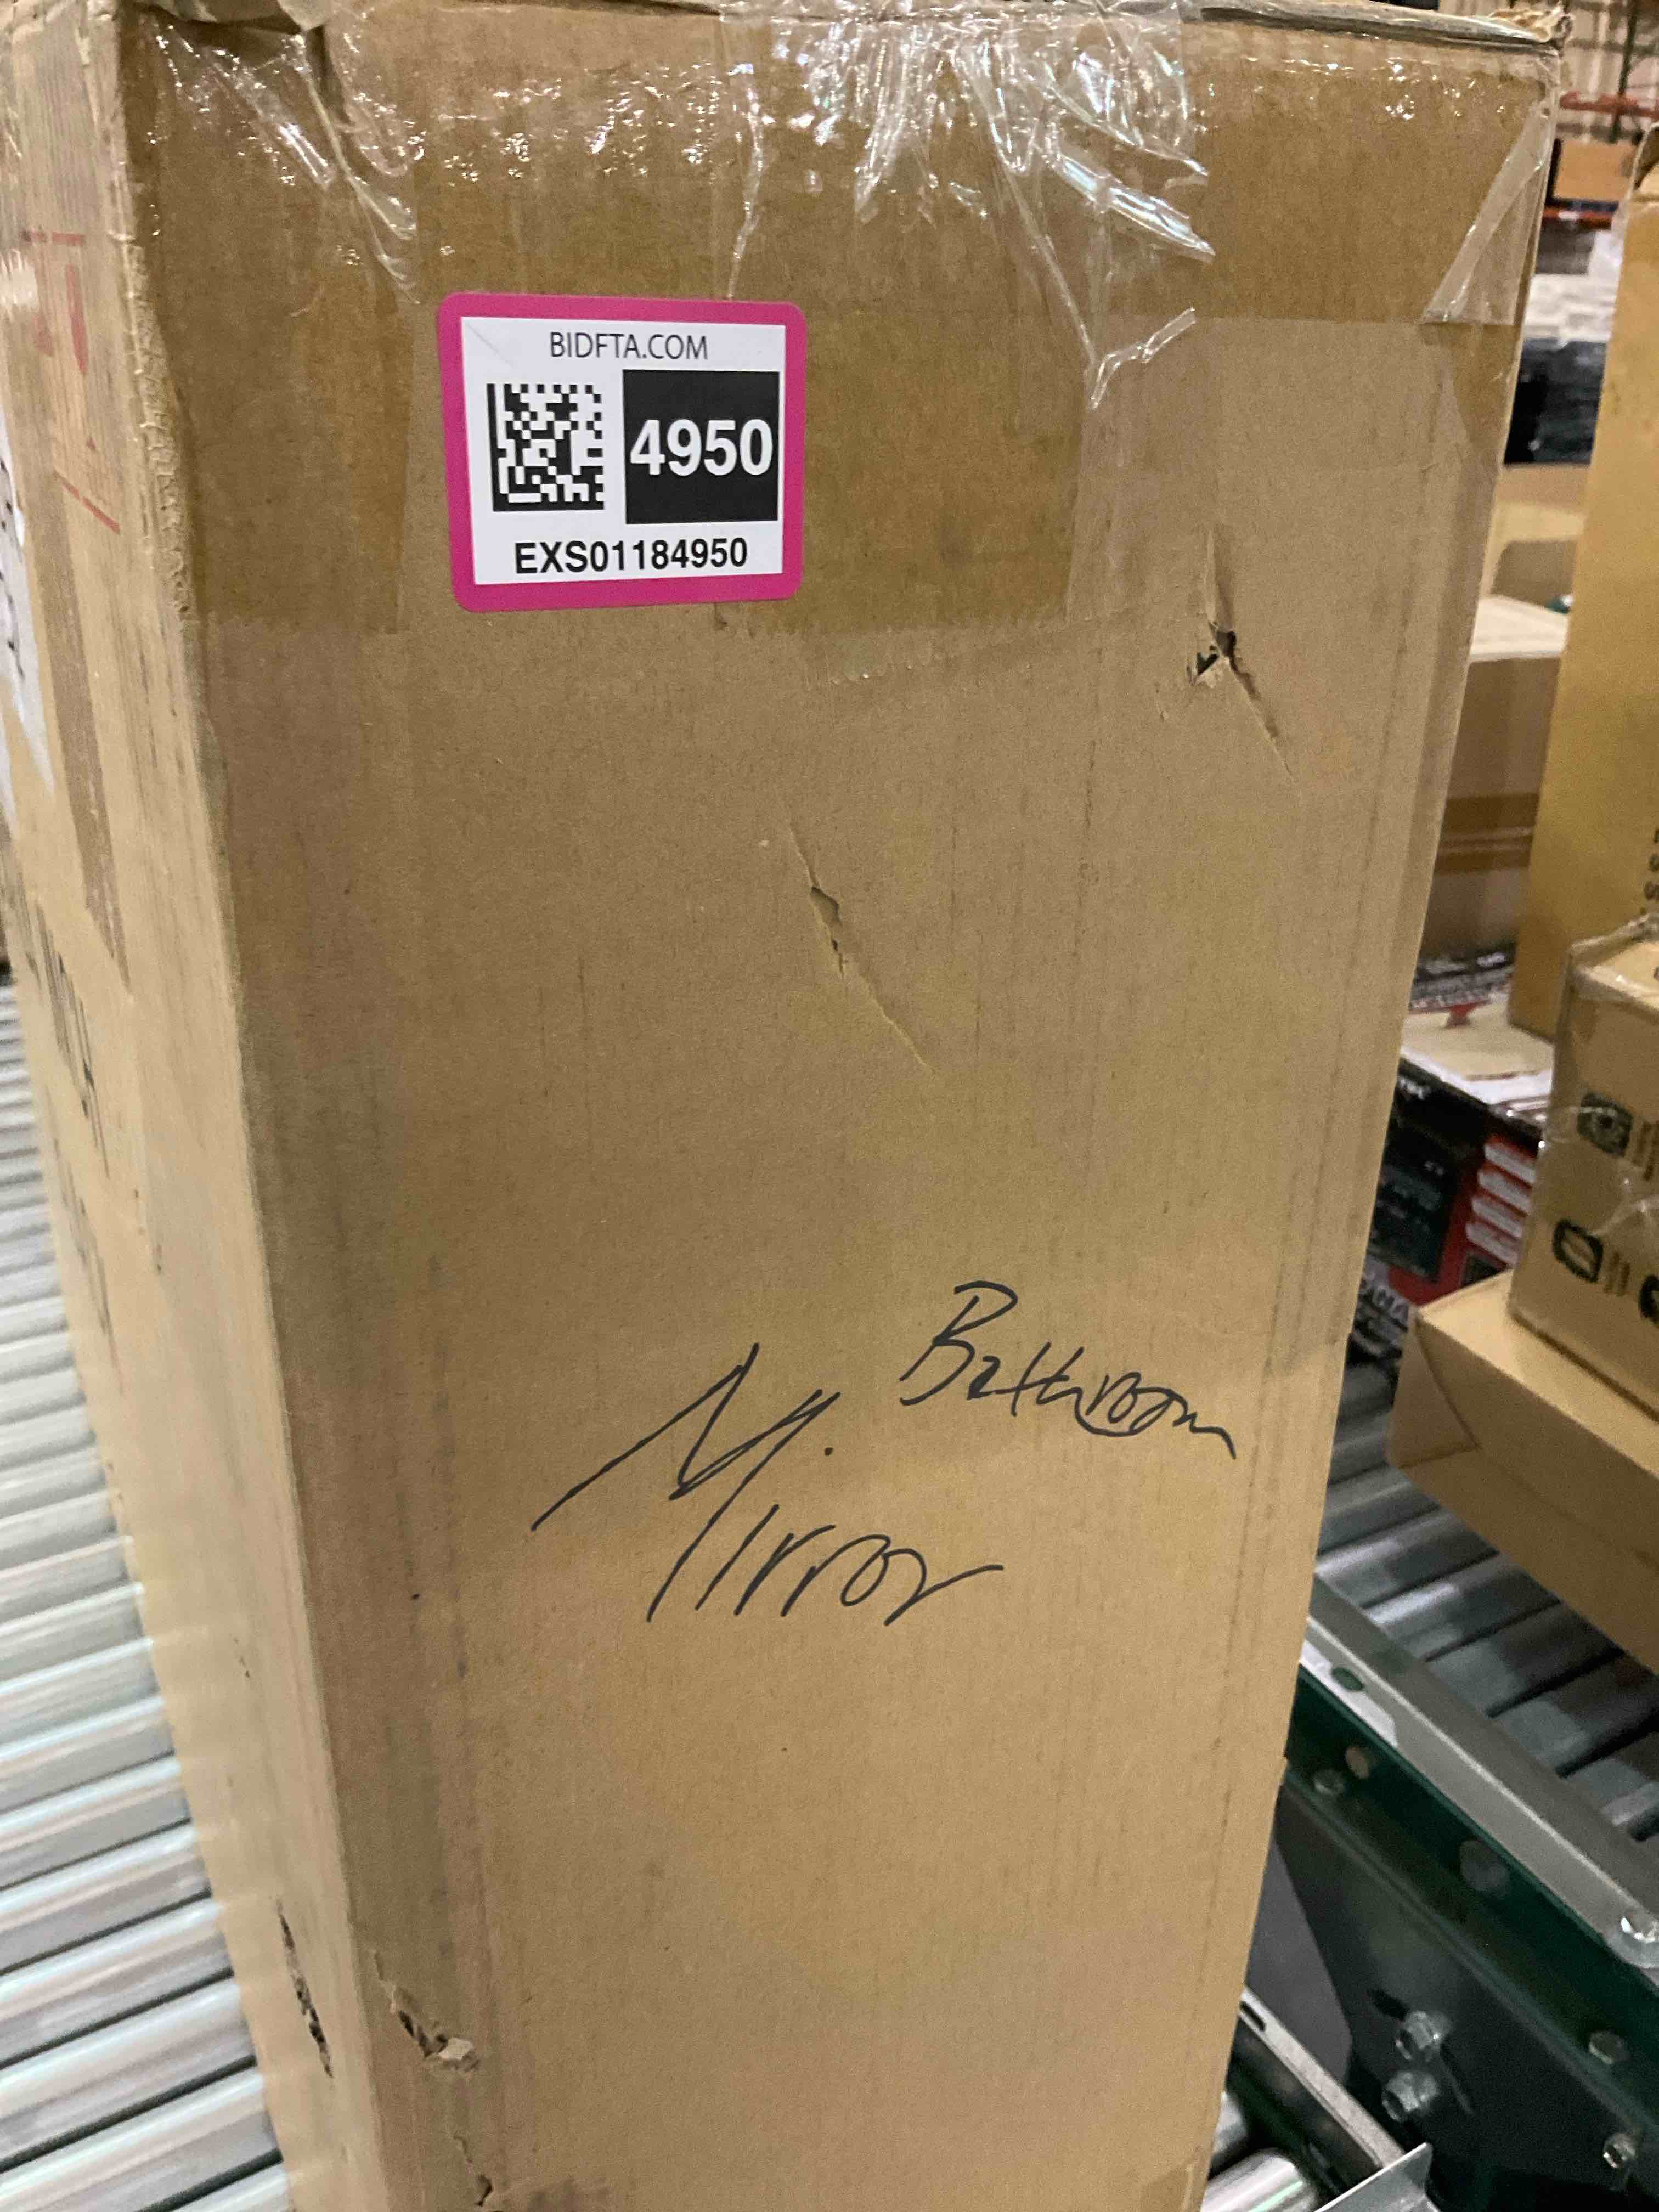 BIDFTA.COM
4950
EXS01184950
Bathroom
Mirror